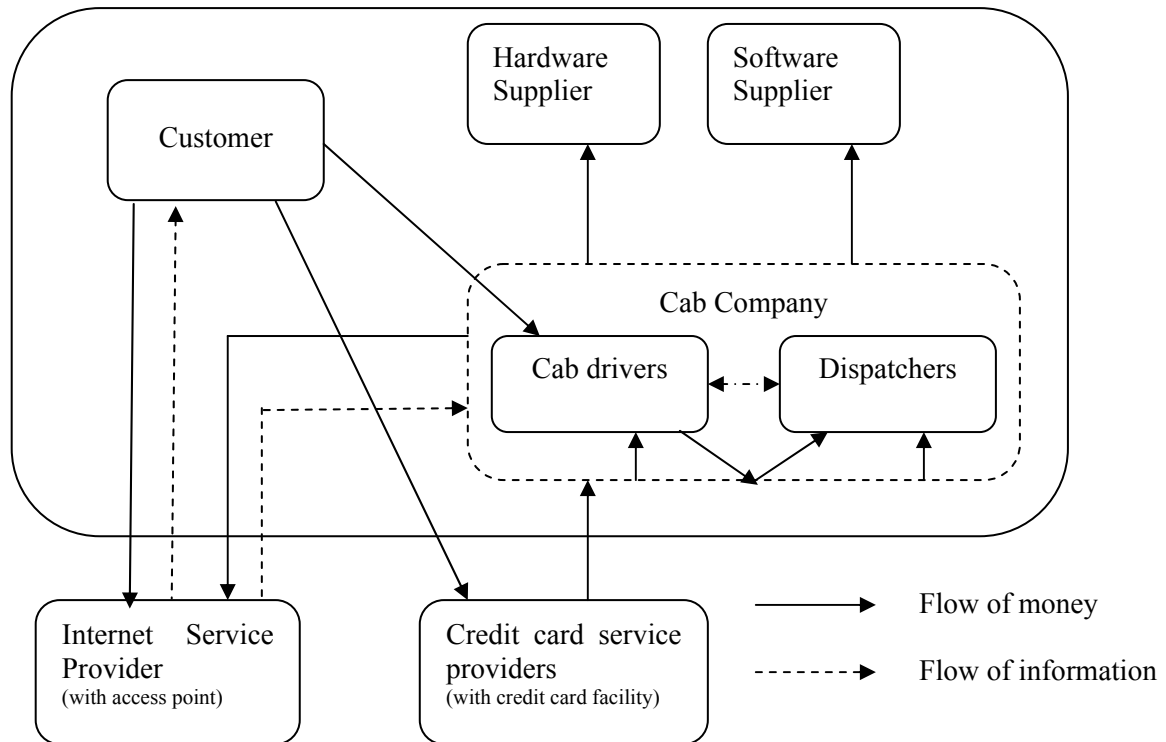 Hardware
Supplier
Software
Supplier
Customer
Cab Company
Cab drivers
Dispatchers
Internet Service
Provider
(with access point)
Credit card service
providers
(with credit card facility)
Flow of money
Flow of information